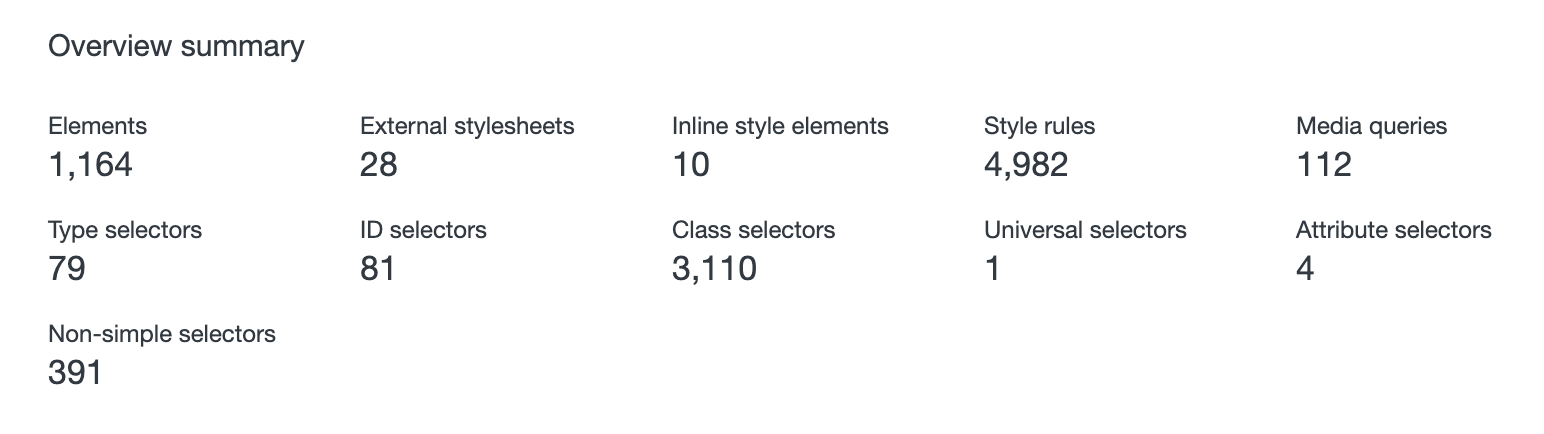 Overview summary
Elements External stylesheets Inline style elements Style rules Media queries
1,164 28 10 4,982 112
Type selectors ID selectors Class selectors Universal selectors Attribute selectors
79 81 3,110 1 4
Non-simple selectors
391